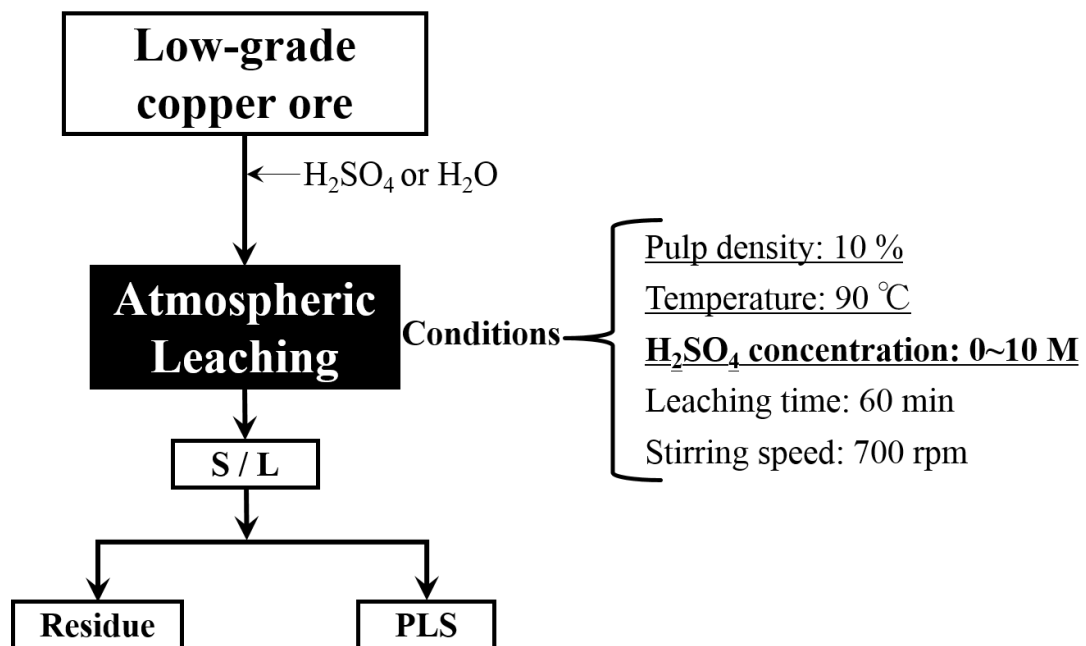 Low-grade
copper ore
H₂SO₄ or H₂O
Atmospheric
Leaching
Conditions
Pulp density: 10 %
Temperature: 90 ℃
H₂SO₄ concentration: 0~10 M
Leaching time: 60 min
Stirring speed: 700 rpm
S / L
Residue
PLS